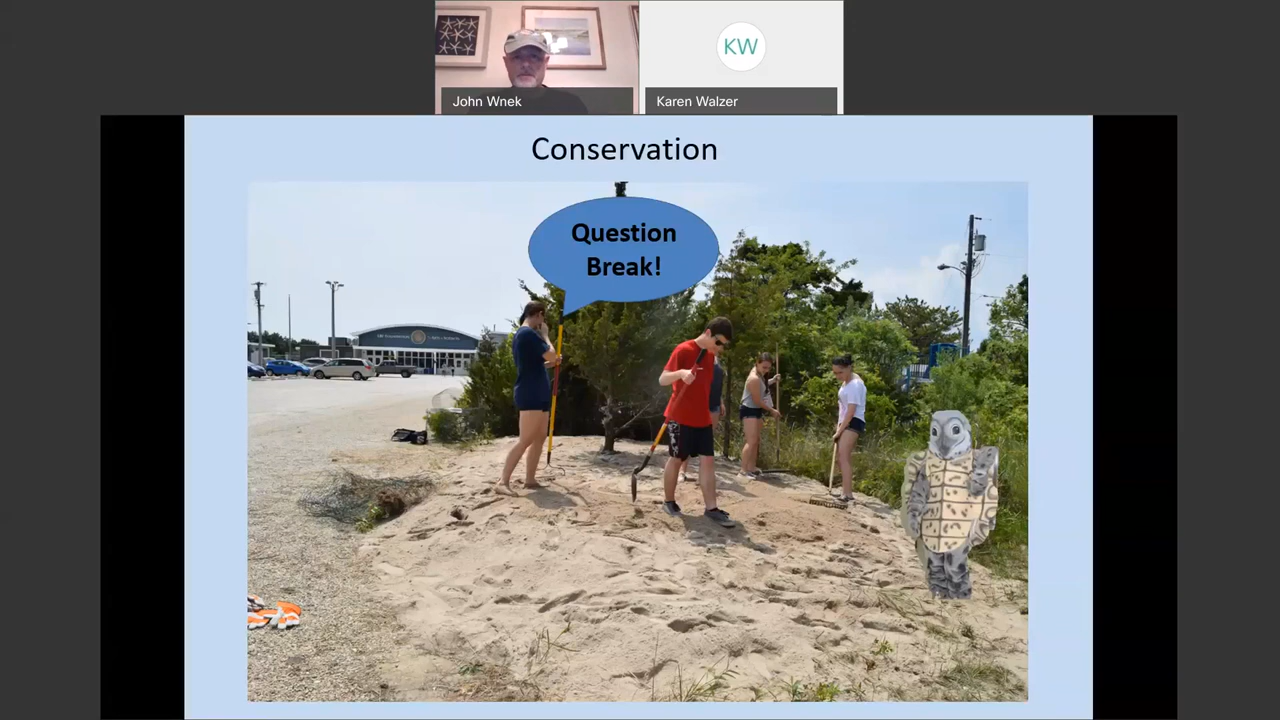 John Wnek
KW
Karen Walzer
Conservation
Question
Break!